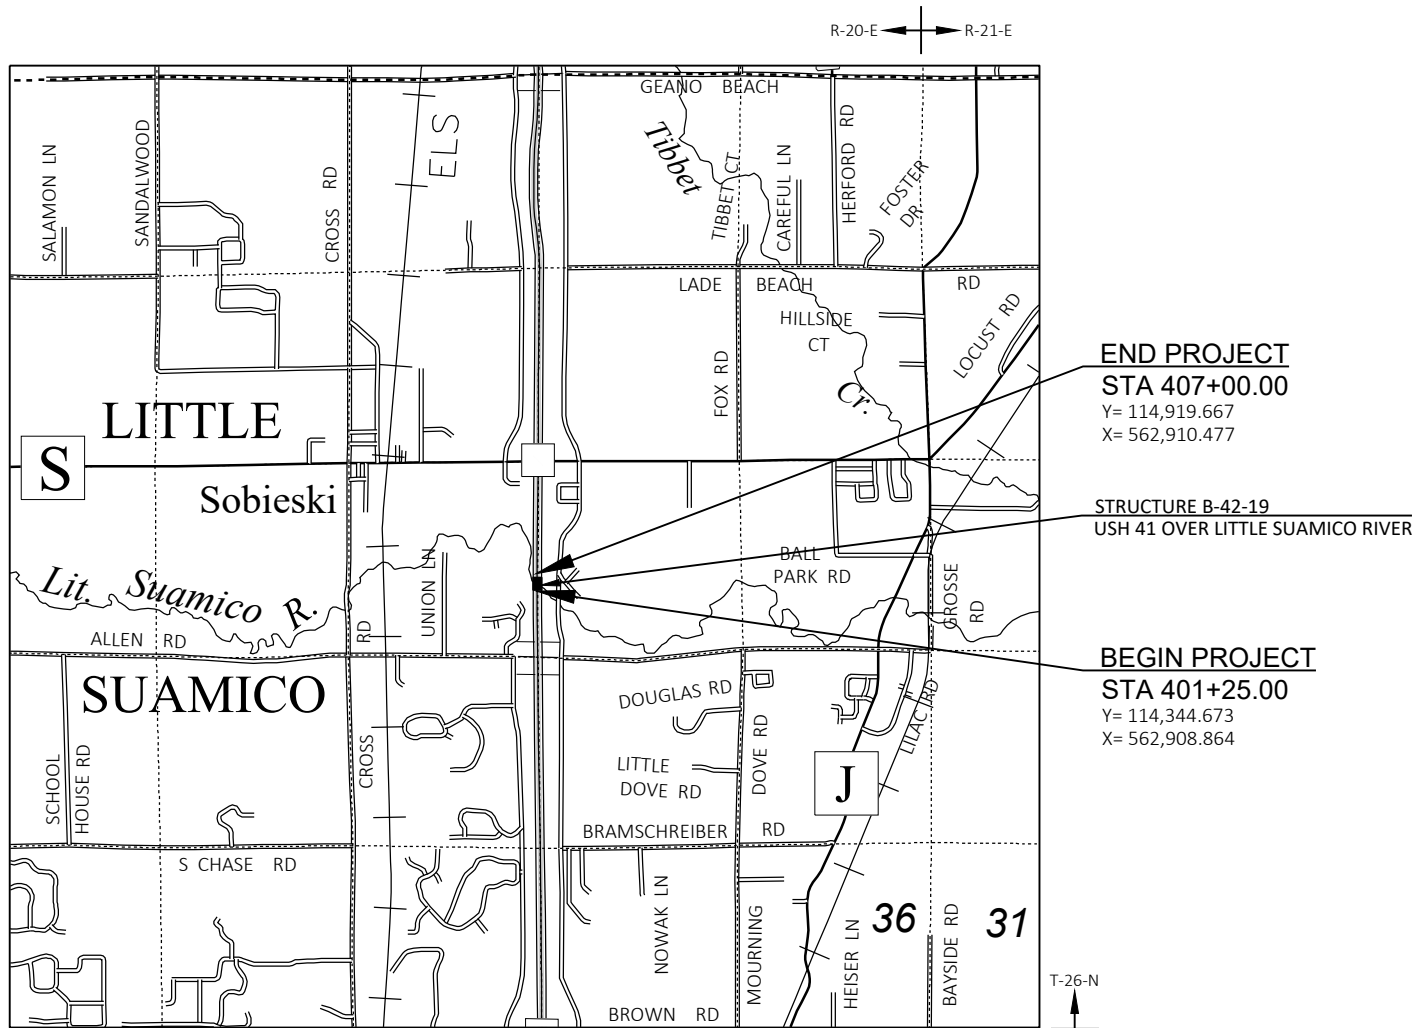 R-20-E
R-21-E
GEANO BEACH
SALAMON LN
SANDALWOOD
CROSS RD
ELS
Tibbet
TIBBET CT
CAREFUL LN
HERFORD RD
FOSTER
DR
LADE BEACH RD
HILLSIDE
CT
LOCUST RD
FOX RD
Cr.
END PROJECT
STA 407+00.00
Y= 114,919.667
X= 562,910.477
LITTLE
S
Sobieski
STRUCTURE B-42-19
USH 41 OVER LITTLE SUAMICO RIVER
BALL
PARK RD
GROSSE
RD
UNION LN
Lit. Suamico R.
ALLEN RD
CROSS RD
SUAMICO
BEGIN PROJECT
STA 401+25.00
Y= 114,344.673
X= 562,908.864
DOUGLAS RD
DOVE RD
LILAC RD
LITTLE
DOVE RD
SCHOOL
HOUSE RD
J
BRAMSCHREIBER RD
S CHASE RD
NOWAK LN
MOURNING
HEISER LN
36
BAYSIDE RD
31
BROWN RD
T-26-N